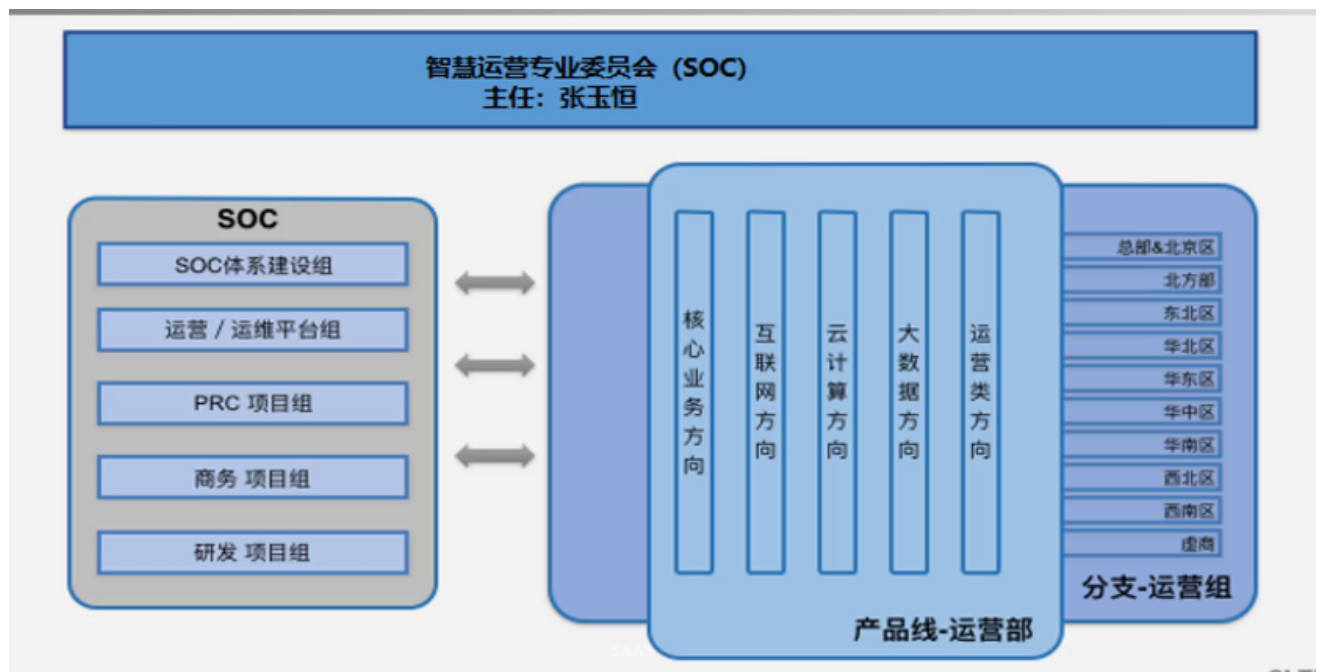 智慧运营专业委员会（SOC）
主任：张玉恒
SOC
SOC体系建设组
运营 / 运维平台组
PRC 项目组
商务 项目组
研发 项目组
核心业务方向
互联网方向
云计算方向
大数据方向
运营类方向
产品线-运营部
总部&北京区
北方部
东北区
华北区
华东区
华中区
华南区
西北区
西南区
虚商
分支-运营组